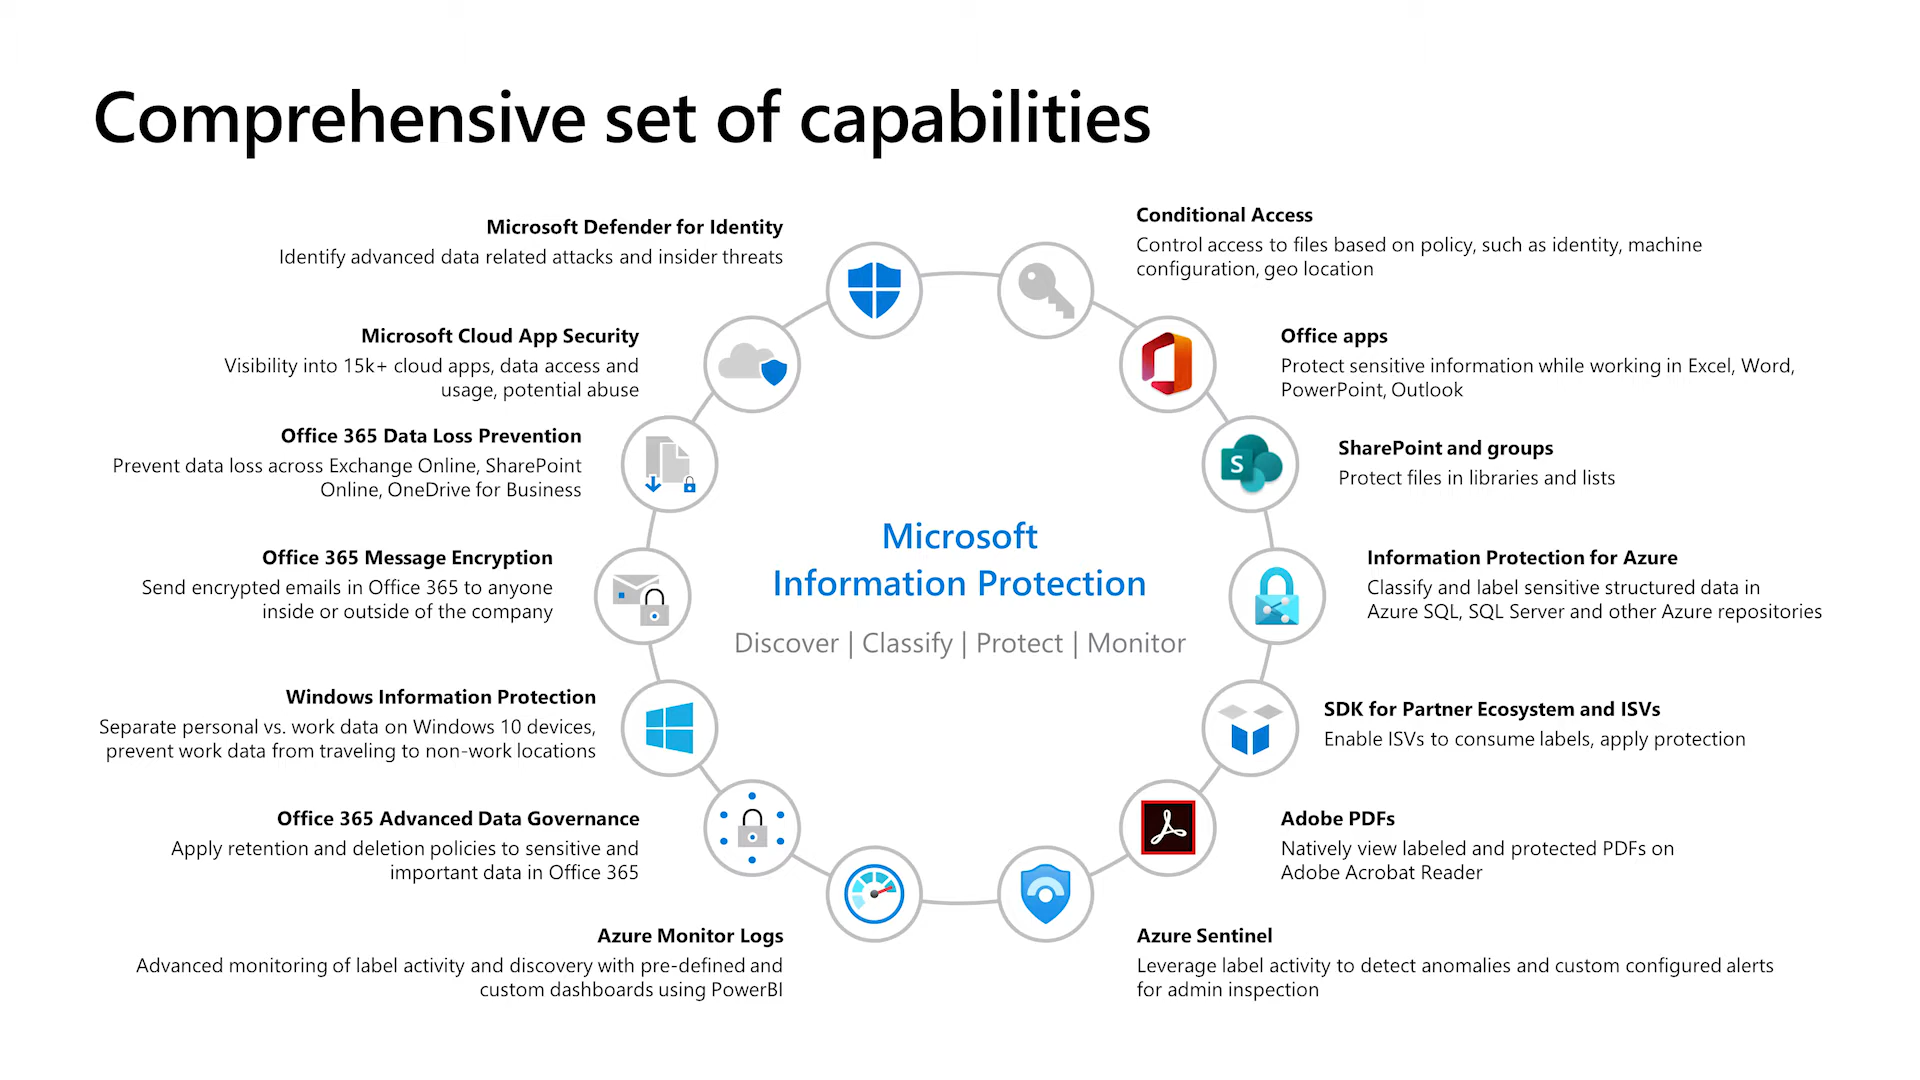 Comprehensive set of capabilities
Microsoft Defender for Identity
Identify advanced data related attacks and insider threats
Microsoft Cloud App Security
Visibility into 15k+ cloud apps, data access and
usage, potential abuse
Office 365 Data Loss Prevention
Prevent data loss across Exchange Online, SharePoint
Online, OneDrive for Business
Office 365 Message Encryption
Send encrypted emails in Office 365 to anyone
inside or outside of the company
Windows Information Protection
Separate personal vs. work data on Windows 10 devices,
prevent work data from traveling to non-work locations
Office 365 Advanced Data Governance
Apply retention and deletion policies to sensitive and
important data in Office 365
Azure Monitor Logs
Advanced monitoring of label activity and discovery with pre-defined and
custom dashboards using PowerBI
Microsoft
Information Protection
Discover | Classify | Protect | Monitor
Conditional Access
Control access to files based on policy, such as identity, machine
configuration, geo location
Office apps
Protect sensitive information while working in Excel, Word,
PowerPoint, Outlook
S
SharePoint and groups
Protect files in libraries and lists
Information Protection for Azure
Classify and label sensitive structured data in
Azure SQL, SQL Server and other Azure repositories
SDK for Partner Ecosystem and ISVs
Enable ISVs to consume labels, apply protection
Adobe PDFs
Natively view labeled and protected PDFs on
Adobe Acrobat Reader
Azure Sentinel
Leverage label activity to detect anomalies and custom configured alerts
for admin inspection